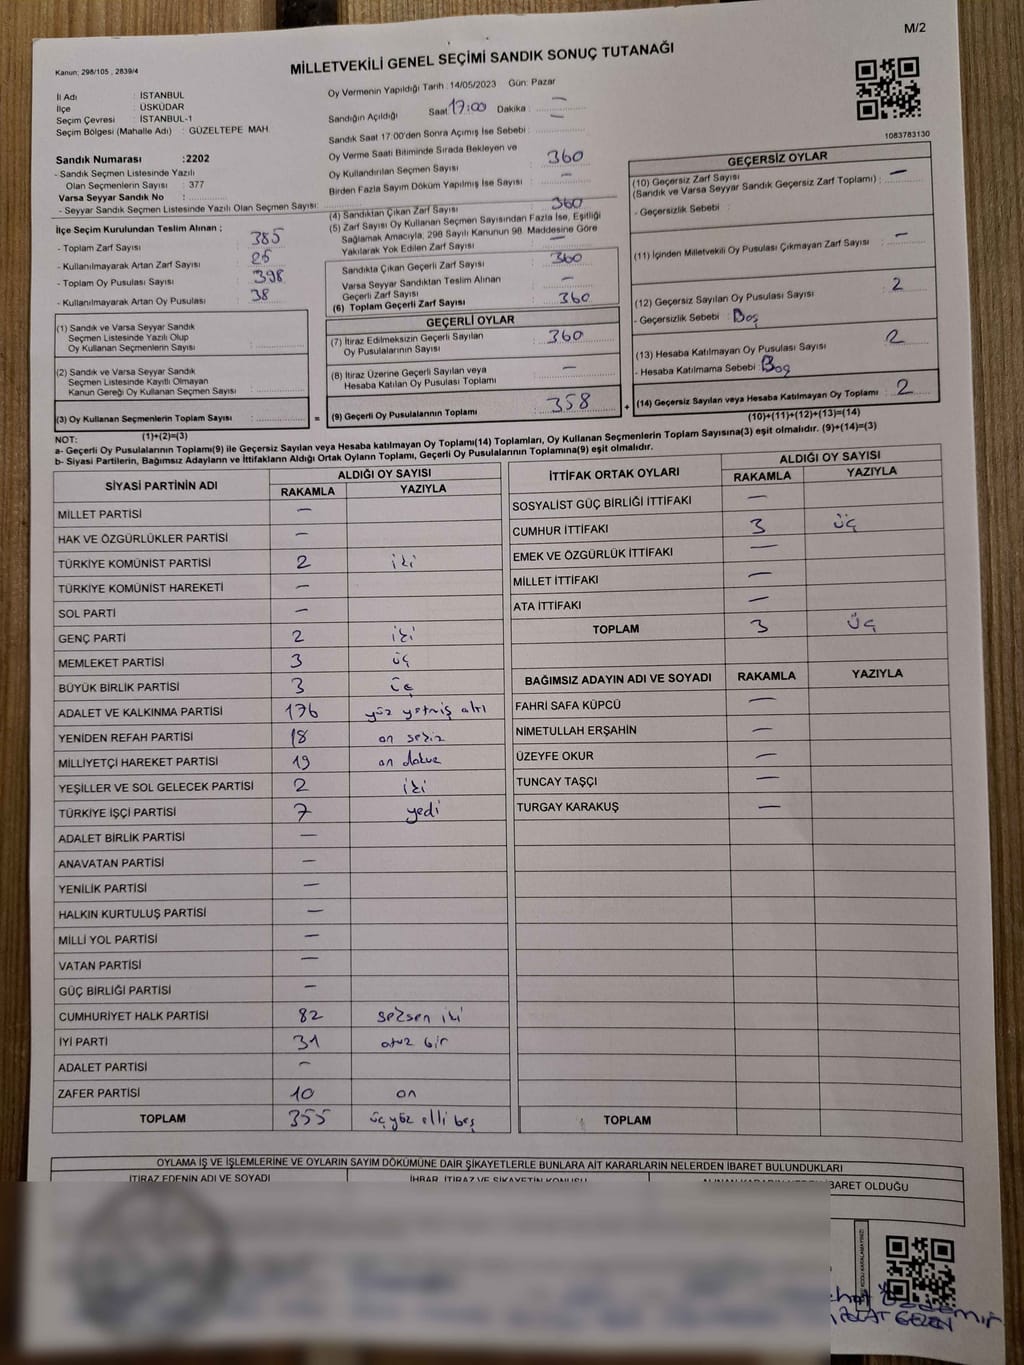 M/2
Kanun; 298/105 ; 2839/4
MİLLETVEKİLİ GENEL SEÇİMİ SANDIK SONUÇ TUTANAĞI
İl Adı : İSTANBUL
İlçe : ÜSKÜDAR
Seçim Çevresi : İSTANBUL-1
Seçim Bölgesi (Mahalle Adı) : GÜZELTEPE MAH.
Sandık Numarası :2202
- Sandık Seçmen Listesinde Yazılı
Olan Seçmenlerin Sayısı : 377
Varsa Seyyar Sandık No :
- Seyyar Sandık Seçmen Listesinde Yazılı Olan Seçmen Sayısı:
İlçe Seçim Kurulundan Teslim Alınan ;
- Toplam Zarf Sayısı : 385
- Kullanılmayarak Artan Zarf Sayısı : 25
- Toplam Oy Pusulası Sayısı : 398
- Kullanılmayarak Artan Oy Pusulası : 38
(1) Sandık ve Varsa Seyyar Sandık
Seçmen Listesinde Yazılı Olup
Oy Kullanan Seçmenlerin Sayısı :
(2) Sandık ve Varsa Seyyar Sandık
Seçmen Listesinde Kayıtlı Olmayan
Kanun Gereği Oy Kullanan Seçmen Sayısı :
(3) Oy Kullanan Seçmenlerin Toplam Sayısı : =
(1)+(2)=(3)
Oy Vermenin Yapıldığı Tarih : 14/05/2023 Gün: Pazar
Sandığın Açıldığı Saat 17:00 Dakika : —
Sandık Saat 17:00'den Sonra Açımış İse Sebebi : —
Oy Verme Saati Bitiminde Sırada Bekleyen ve
Oy Kullandırılan Seçmen Sayısı : 360
Birden Fazla Sayım Döküm Yapılmış İse Sayısı : —
(4) Sandıktan Çıkan Zarf Sayısı : 360
(5) Zarf Sayısı Oy Kullanan Seçmen Sayısından Fazla İse, Eşitliği
Sağlamak Amacıyla, 298 Sayılı Kanunun 98. Maddesine Göre
Yakılarak Yok Edilen Zarf Sayısı : —
Sandıkta Çıkan Geçerli Zarf Sayısı : 360
Varsa Seyyar Sandıktan Teslim Alınan
Geçerli Zarf Sayısı : —
(6) Toplam Geçerli Zarf Sayısı : 360
GEÇERLİ OYLAR
(7) İtiraz Edilmeksizin Geçerli Sayılan
Oy Pusulalarının Sayısı : 360
(8) İtiraz Üzerine Geçerli Sayılan veya
Hesaba Katılan Oy Pusulası Toplamı : —
(9) Geçerli Oy Pusulalarının Toplamı : 358 +
1083783130
GEÇERSİZ OYLAR
(10) Geçersiz Zarf Sayısı
(Sandık ve Varsa Seyyar Sandık Geçersiz Zarf Toplamı) : —
- Geçersizlik Sebebi :
(11) İçinden Milletvekili Oy Pusulası Çıkmayan Zarf Sayısı : —
(12) Geçersiz Sayılan Oy Pusulası Sayısı : 2
- Geçersizlik Sebebi : Boş
(13) Hesaba Katılmayan Oy Pusulası Sayısı : 2
- Hesaba Katılmama Sebebi : Boş
(14) Geçersiz Sayılan veya Hesaba Katılmayan Oy Toplamı : 2
(10)+(11)+(12)+(13)=(14)
NOT:
a- Geçerli Oy Pusulalarının Toplamı(9) ile Geçersiz Sayılan veya Hesaba katılmayan Oy Toplamı(14) Toplamları, Oy Kullanan Seçmenlerin Toplam Sayısına(3) eşit olmalıdır. (9)+(14)=(3)
b- Siyasi Partilerin, Bağımsız Adayların ve İttifakların Aldığı Ortak Oyların Toplamı, Geçerli Oy Pusulalarının Toplamına(9) eşit olmalıdır.
SİYASİ PARTİNİN ADI ALDIĞI OY SAYISI
RAKAMLA YAZIYLA
MİLLET PARTİSİ —
HAK VE ÖZGÜRLÜKLER PARTİSİ —
TÜRKİYE KOMÜNİST PARTİSİ 2 iki
TÜRKİYE KOMÜNİST HAREKETİ —
SOL PARTİ —
GENÇ PARTİ 2 iki
MEMLEKET PARTİSİ 3 üç
BÜYÜK BİRLİK PARTİSİ 3 üç
ADALET VE KALKINMA PARTİSİ 176 yüz yetmiş altı
YENİDEN REFAH PARTİSİ 18 on sekiz
MİLLİYETÇİ HAREKET PARTİSİ 19 on dokuz
YEŞİLLER VE SOL GELECEK PARTİSİ 2 iki
TÜRKİYE İŞÇİ PARTİSİ 7 yedi
ADALET BİRLİK PARTİSİ —
ANAVATAN PARTİSİ —
YENİLİK PARTİSİ —
HALKIN KURTULUŞ PARTİSİ —
MİLLİ YOL PARTİSİ —
VATAN PARTİSİ —
GÜÇ BİRLİĞİ PARTİSİ —
CUMHURİYET HALK PARTİSİ 82 seksen iki
İYİ PARTİ 31 otuz bir
ADALET PARTİSİ —
ZAFER PARTİSİ 10 on
TOPLAM 355 üçyüz elli beş
İTTİFAK ORTAK OYLARI ALDIĞI OY SAYISI
RAKAMLA YAZIYLA
SOSYALİST GÜÇ BİRLİĞİ İTTİFAKI —
CUMHUR İTTİFAKI 3 üç
EMEK VE ÖZGÜRLÜK İTTİFAKI —
MİLLET İTTİFAKI —
ATA İTTİFAKI —
TOPLAM 3 üç
BAĞIMSIZ ADAYIN ADI VE SOYADI RAKAMLA YAZIYLA
FAHRİ SAFA KÜPCÜ —
NİMETULLAH ERŞAHİN —
ÜZEYFE OKUR —
TUNCAY TAŞÇI —
TURGAY KARAKUŞ —
TOPLAM
OYLAMA İŞ VE İŞLEMLERİNE VE OYLARIN SAYIM DÖKÜMÜNE DAİR ŞİKAYETLERLE BUNLARA AİT KARARLARIN NELERDEN İBARET BULUNDUKLARI
İTİRAZ EDENİN ADI VE SOYADI İHBAR, İTİRAZ VE ŞİKAYETİN KONUSU İBARET OLDUĞU